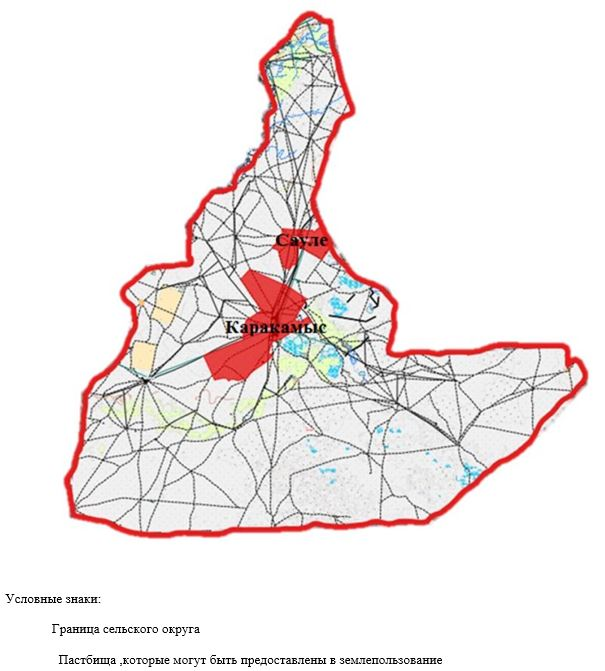 Сауле
Каракамыс
Условные знаки:
Граница сельского округа
Пастбища ,которые могут быть предоставлены в землепользование